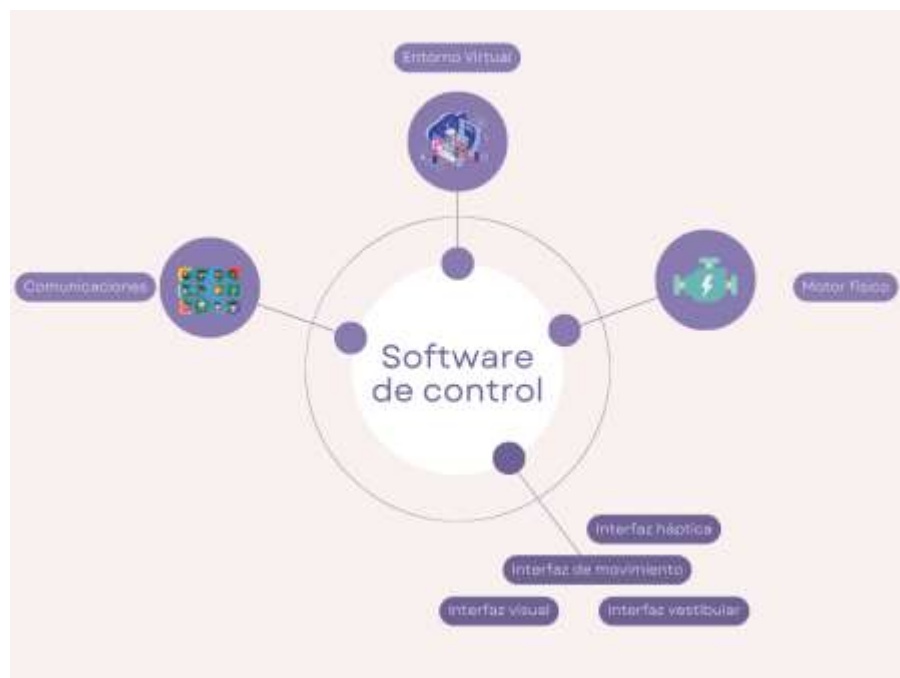 Entorno Virtual
Comunicaciones
Motor físico
Software
de control
Interfaz háptica
Interfaz de movimiento
Interfaz visual
Interfaz vestibular